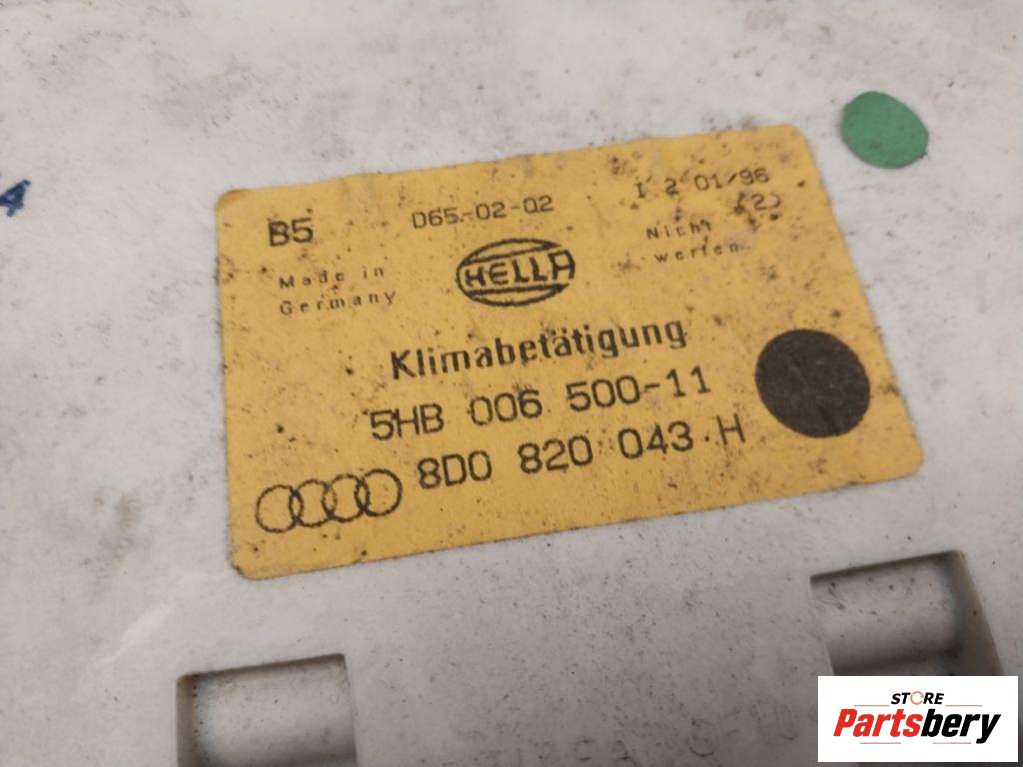 B5 065-02-02 I 2 01/96
(2)
Made in
Germany
HELLA
Nicht
werfen
Klimabetätigung
5HB 006 500-11
8D0 820 043 H
STORE
Partsbery